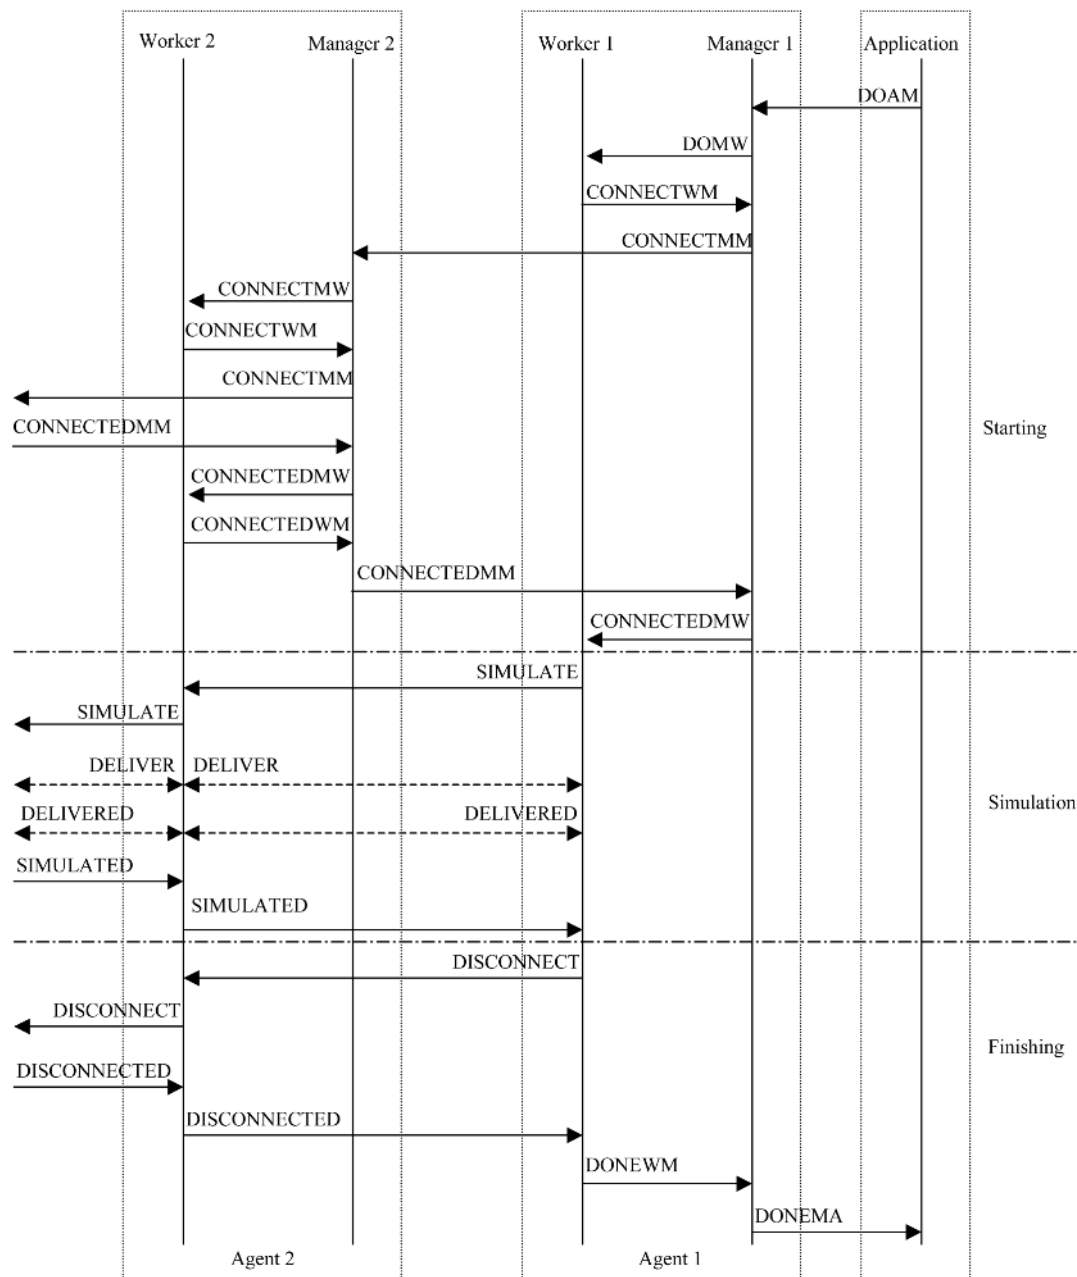 Worker 2 Manager 2 Worker 1 Manager 1 Application
DOAM
DOMW
CONNECTWM
CONNECTMM
CONNECTMW
CONNECTWM
CONNECTMM
CONNECTEDMM Starting
CONNECTEDMW
CONNECTEDWM
CONNECTEDMM
CONNECTEDMW
SIMULATE
SIMULATE
DELIVER DELIVER
Simulation
DELIVERED DELIVERED
SIMULATED
SIMULATED
DISCONNECT
DISCONNECT
Finishing
DISCONNECTED
DISCONNECTED
DONEWM
DONEMA
Agent 2 Agent 1